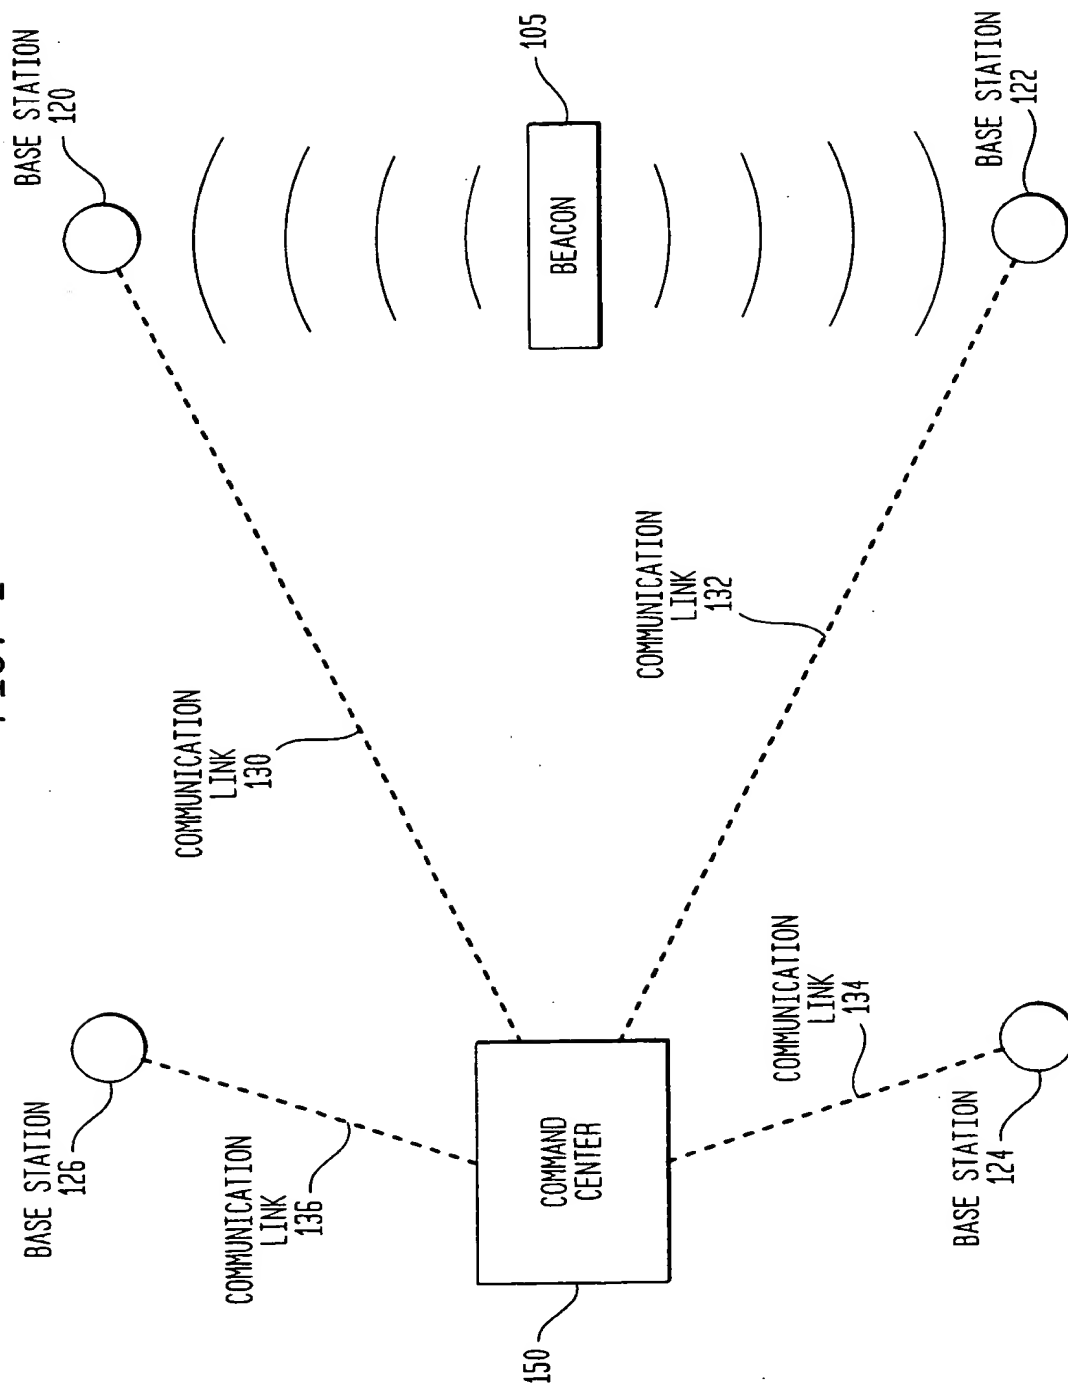 BASE STATION
126
COMMUNICATION
LINK
136
COMMUNICATION
LINK
130
BASE STATION
120
150
COMMAND
CENTER
BEACON
105
COMMUNICATION
LINK
132
COMMUNICATION
LINK
134
BASE STATION
124
BASE STATION
122